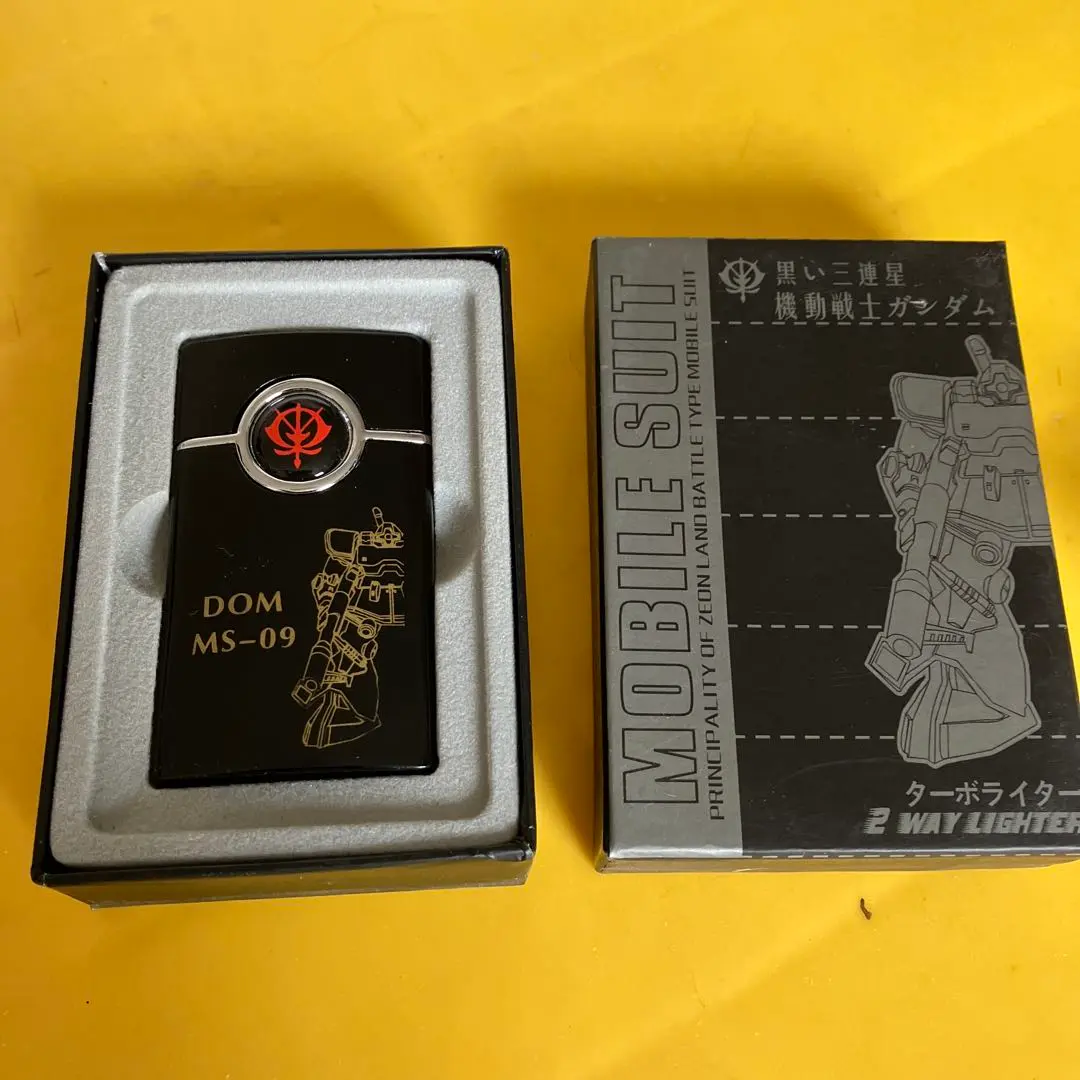 DOM
MS-09
MOBILE SUIT
PRINCIPALITY OF ZEON LAND BATTLE TYPE MOBILE SUIT
黒い三連星
機動戦士ガンダム
ターボライター
2 WAY LIGHTER